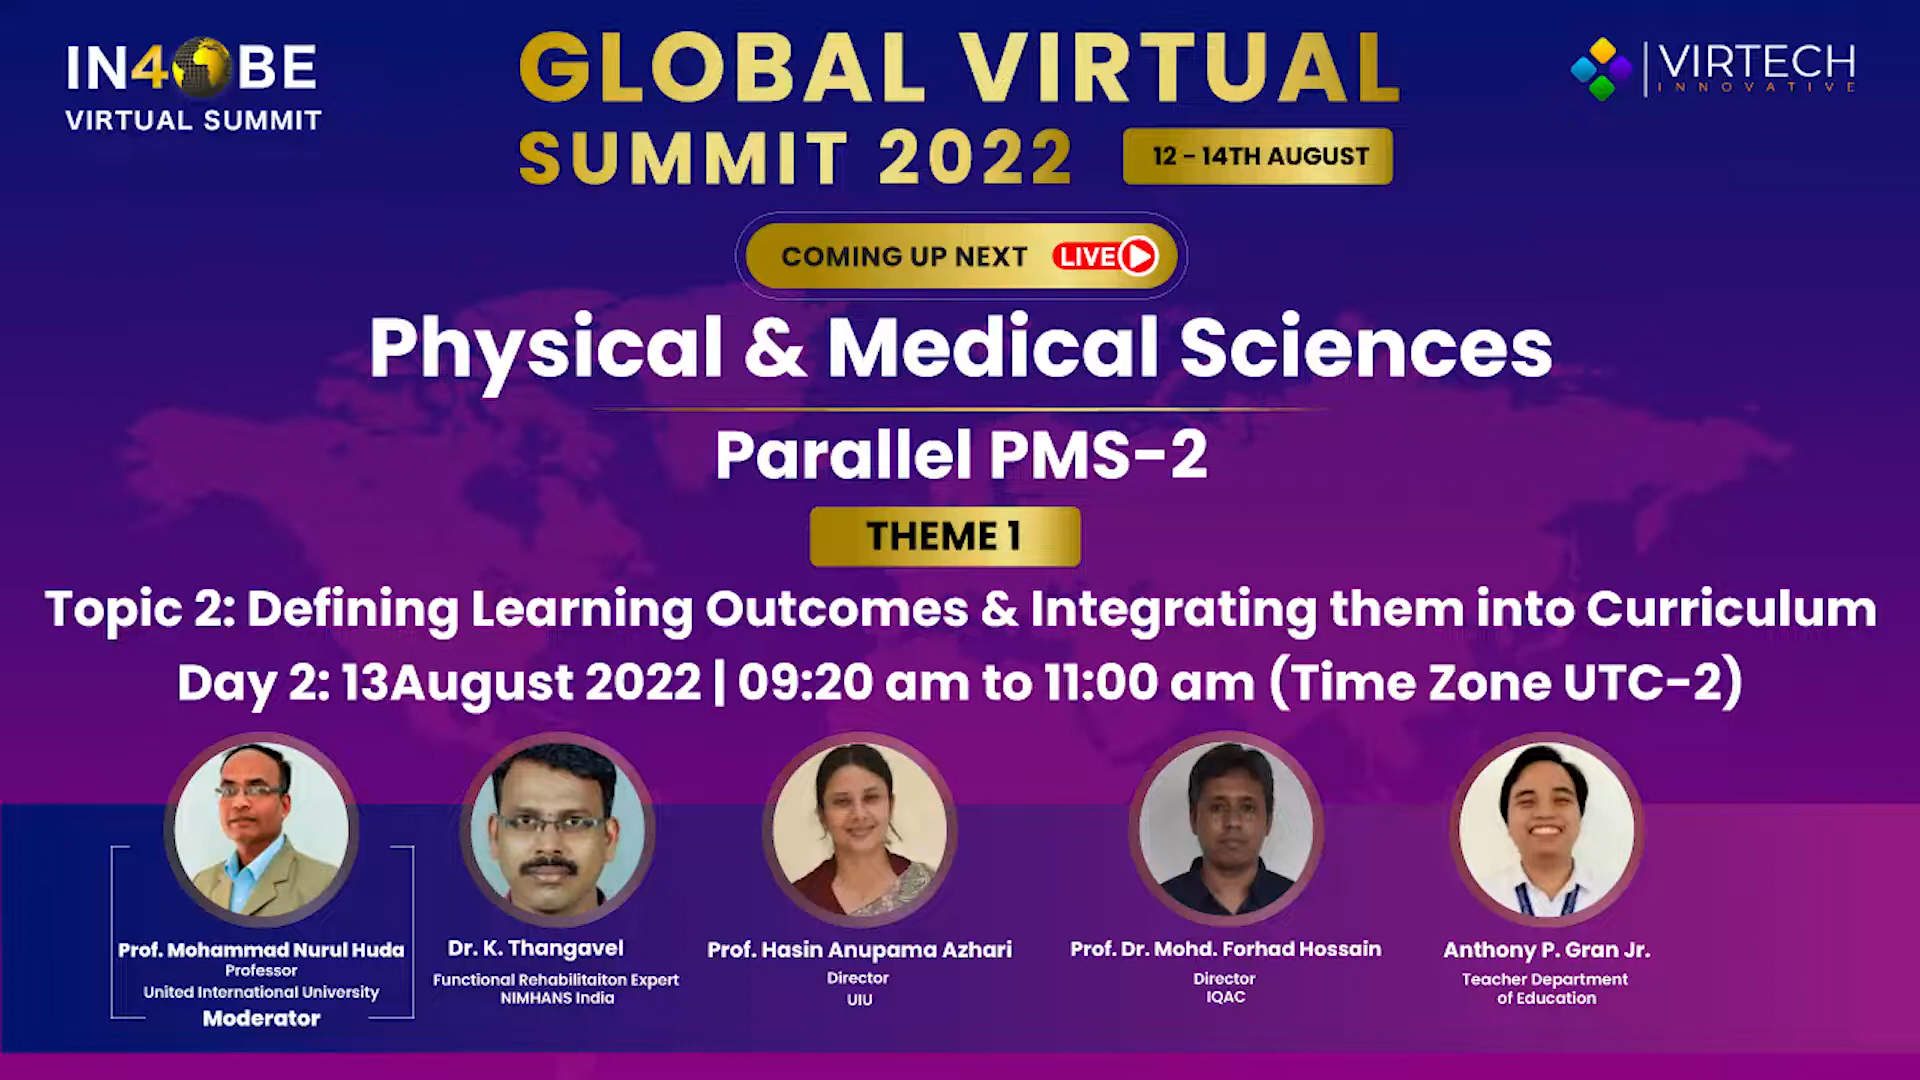 IN4OBE
VIRTUAL SUMMIT
GLOBAL VIRTUAL
SUMMIT 2022
12 - 14TH AUGUST
VIRTECH
INNOVATIVE
COMING UP NEXT
LIVE
Physical & Medical Sciences
Parallel PMS-2
THEME 1
Topic 2: Defining Learning Outcomes & Integrating them into Curriculum
Day 2: 13August 2022 | 09:20 am to 11:00 am (Time Zone UTC-2)
Prof. Mohammad Nurul Huda
Professor
United International University
Moderator
Dr. K. Thangavel
Functional Rehabilitaiton Expert
NIMHANS India
Prof. Hasin Anupama Azhari
Director
UIU
Prof. Dr. Mohd. Forhad Hossain
Director
IQAC
Anthony P. Gran Jr.
Teacher Department
of Education